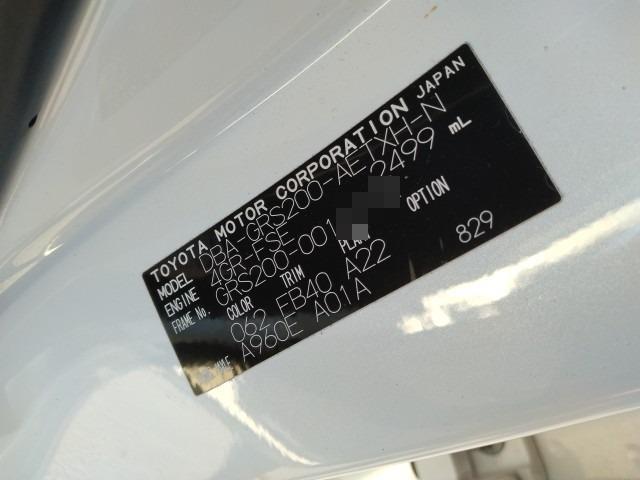 TOYOTA MOTOR CORPORATION JAPAN
MODEL DBA-GRS200-AETXH-N
ENGINE 4GR-FSE 2499 mL
FRAME No. GRS200-001
COLOR TRIM PLANT OPTION
062 FB40 A22 829
A960E A01A